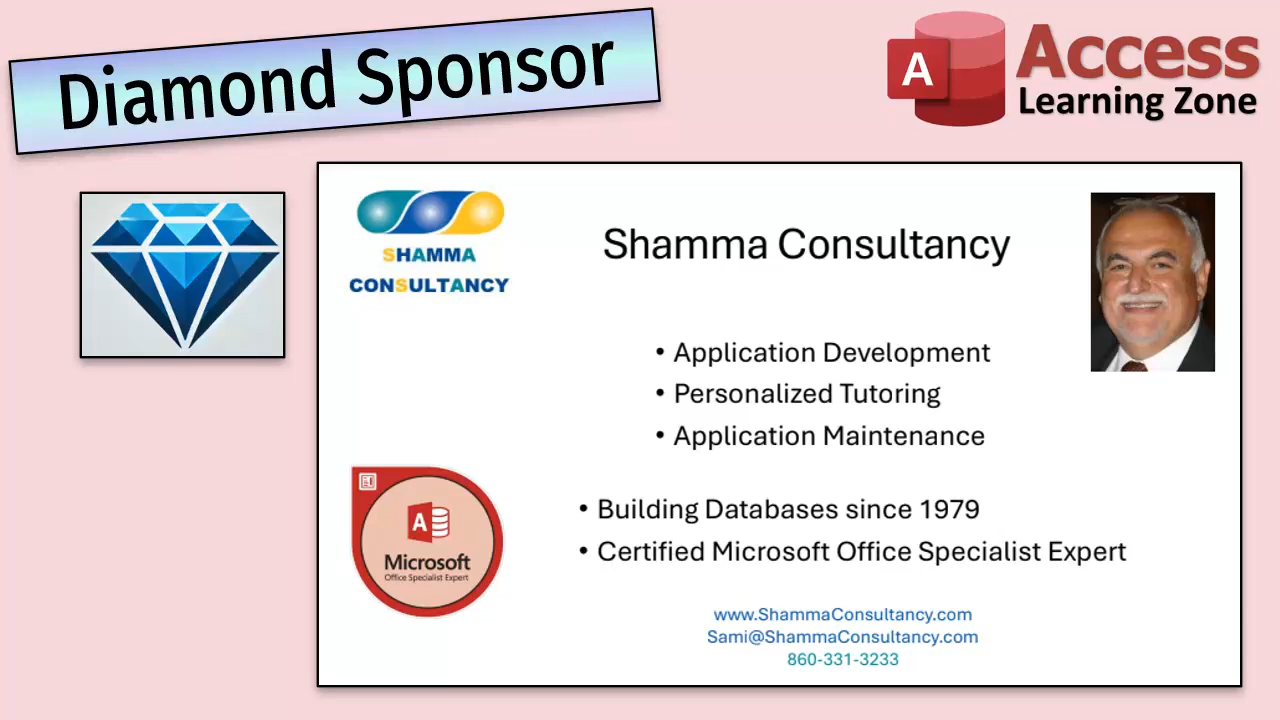 Diamond Sponsor
A
Access
Learning Zone
SHAMMA
CONSULTANCY
Shamma Consultancy
• Application Development
• Personalized Tutoring
• Application Maintenance
A
Microsoft
Office Specialist Expert
• Building Databases since 1979
• Certified Microsoft Office Specialist Expert
www.ShammaConsultancy.com
Sami@ShammaConsultancy.com
860-331-3233